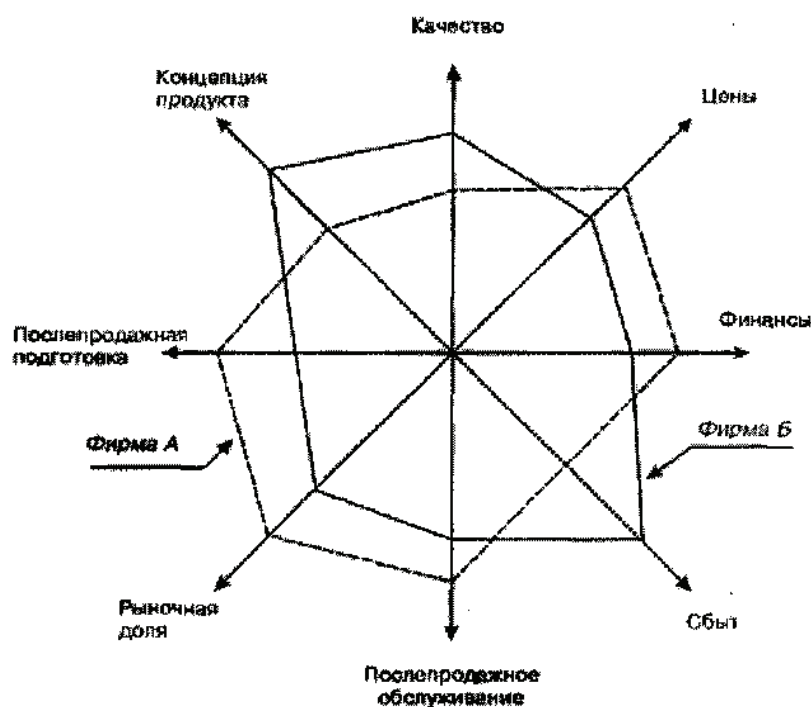 Качество
Концепция
продукта
Цены
Послепродажная
подготовка
Финансы
Фирма А
Фирма Б
Рыночная
доля
Сбыт
Послепродажное
обслуживание